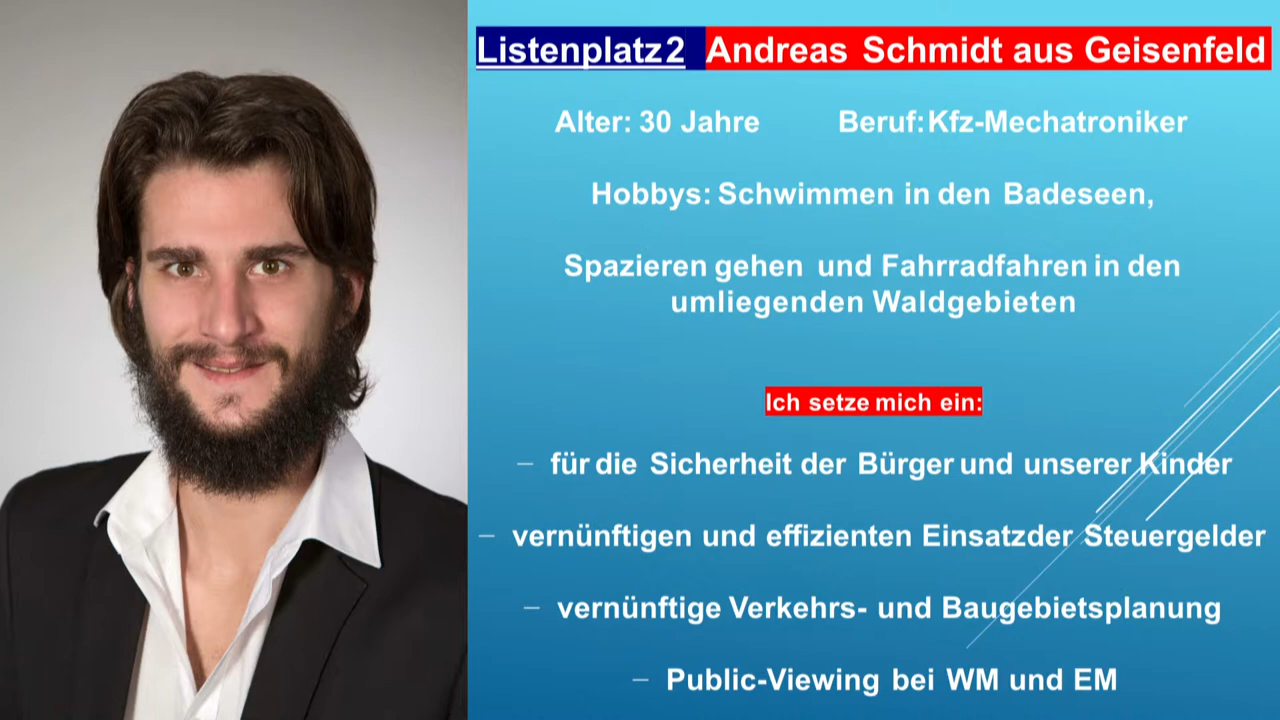 Listenplatz 2 Andreas Schmidt aus Geisenfeld
Alter: 30 Jahre Beruf: Kfz-Mechatroniker
Hobbys: Schwimmen in den Badeseen,
Spazieren gehen und Fahrradfahren in den
umliegenden Waldgebieten
Ich setze mich ein:
– für die Sicherheit der Bürger und unserer Kinder
– vernünftigen und effizienten Einsatzder Steuergelder
– vernünftige Verkehrs- und Baugebietsplanung
– Public-Viewing bei WM und EM